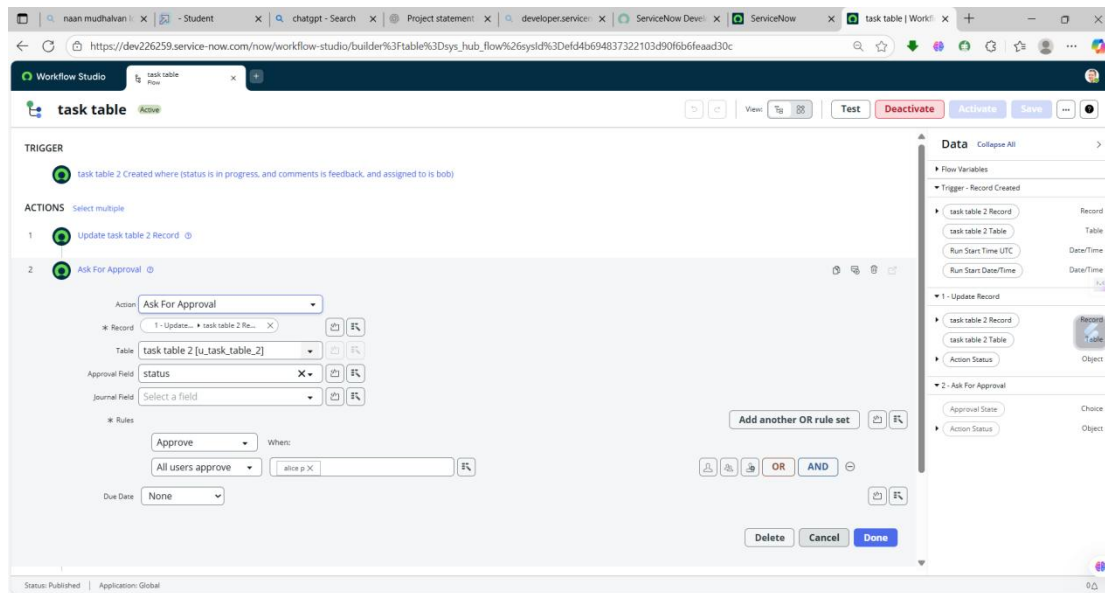 naan mudhalvan l
- Student
chatgpt - Search
Project statement
developer.servicen
ServiceNow Devel
ServiceNow
task table | Workf
https://dev226259.service-now.com/now/workflow-studio/builder%3Ftable%3Dsys_hub_flow%26sysId%3Defd4b694837322103d90f6b6feaad30c
Workflow Studio
task table
Flow
task table Active
View:
Test
Deactivate
Activate
Save
TRIGGER
task table 2 Created where (status is in progress, and comments is feedback, and assigned to is bob)
ACTIONS Select multiple
1 Update task table 2 Record
2 Ask For Approval
Action Ask For Approval
* Record 1 - Update... ▸ task table 2 Re... X
Table task table 2 [u_task_table_2]
Approval Field status
Journal Field Select a field
* Rules
Add another OR rule set
Approve When:
All users approve alice p X
OR AND
Due Date None
Delete Cancel Done
Data Collapse All
Flow Variables
Trigger - Record Created
task table 2 Record Record
task table 2 Table Table
Run Start Time UTC Date/Time
Run Start Date/Time Date/Time
1 - Update Record
task table 2 Record Record
task table 2 Table Table
Action Status Object
2 - Ask For Approval
Approval State Choice
Action Status Object
Status: Published | Application: Global